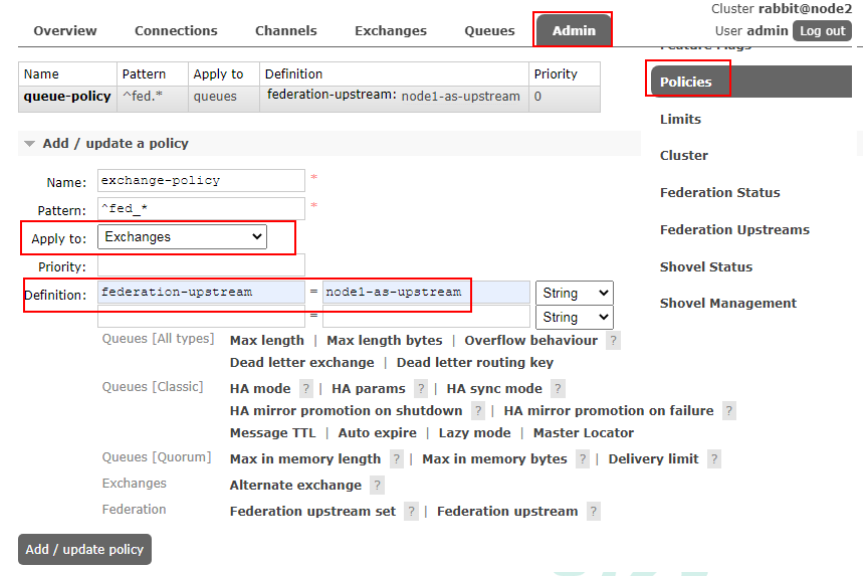 Cluster rabbit@node2
Overview Connections Channels Exchanges Queues Admin User admin Log out
Feature Flags
Name Pattern Apply to Definition Priority
queue-policy ^fed.* queues federation-upstream: node1-as-upstream 0
Policies
Limits
Cluster
Federation Status
Federation Upstreams
Shovel Status
Shovel Management
▼ Add / update a policy
Name: exchange-policy *
Pattern: ^fed_* *
Apply to: Exchanges
Priority:
Definition: federation-upstream = node1-as-upstream String
= String
Queues [All types] Max length | Max length bytes | Overflow behaviour ?
Dead letter exchange | Dead letter routing key
Queues [Classic] HA mode ? | HA params ? | HA sync mode ?
HA mirror promotion on shutdown ? | HA mirror promotion on failure ?
Message TTL | Auto expire | Lazy mode | Master Locator
Queues [Quorum] Max in memory length ? | Max in memory bytes ? | Delivery limit ?
Exchanges Alternate exchange ?
Federation Federation upstream set ? | Federation upstream ?
Add / update policy